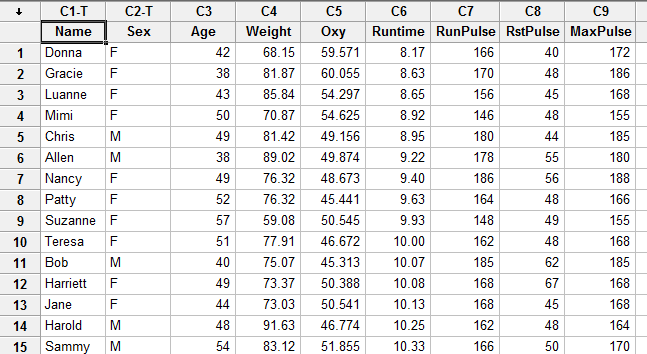 ↓ C1-T C2-T C3 C4 C5 C6 C7 C8 C9
Name Sex Age Weight Oxy Runtime RunPulse RstPulse MaxPulse
1 Donna F 42 68.15 59.571 8.17 166 40 172
2 Gracie F 38 81.87 60.055 8.63 170 48 186
3 Luanne F 43 85.84 54.297 8.65 156 45 168
4 Mimi F 50 70.87 54.625 8.92 146 48 155
5 Chris M 49 81.42 49.156 8.95 180 44 185
6 Allen M 38 89.02 49.874 9.22 178 55 180
7 Nancy F 49 76.32 48.673 9.40 186 56 188
8 Patty F 52 76.32 45.441 9.63 164 48 166
9 Suzanne F 57 59.08 50.545 9.93 148 49 155
10 Teresa F 51 77.91 46.672 10.00 162 48 168
11 Bob M 40 75.07 45.313 10.07 185 62 185
12 Harriett F 49 73.37 50.388 10.08 168 67 168
13 Jane F 44 73.03 50.541 10.13 168 45 168
14 Harold M 48 91.63 46.774 10.25 162 48 164
15 Sammy M 54 83.12 51.855 10.33 166 50 170